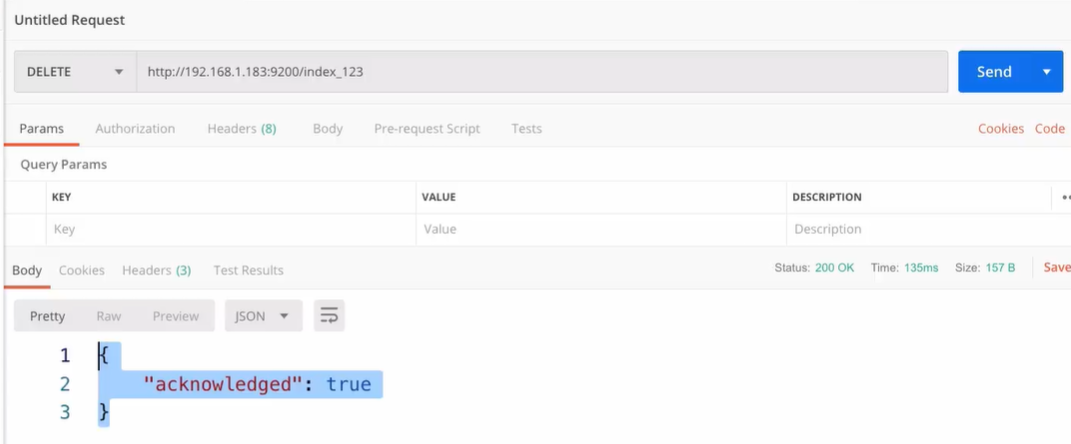 Untitled Request
DELETE http://192.168.1.183:9200/index_123 Send
Params Authorization Headers (8) Body Pre-request Script Tests Cookies Code
Query Params
KEY VALUE DESCRIPTION
Key Value Description
Body Cookies Headers (3) Test Results Status: 200 OK Time: 135ms Size: 157 B Save
Pretty Raw Preview JSON
1 {
2 "acknowledged": true
3 }